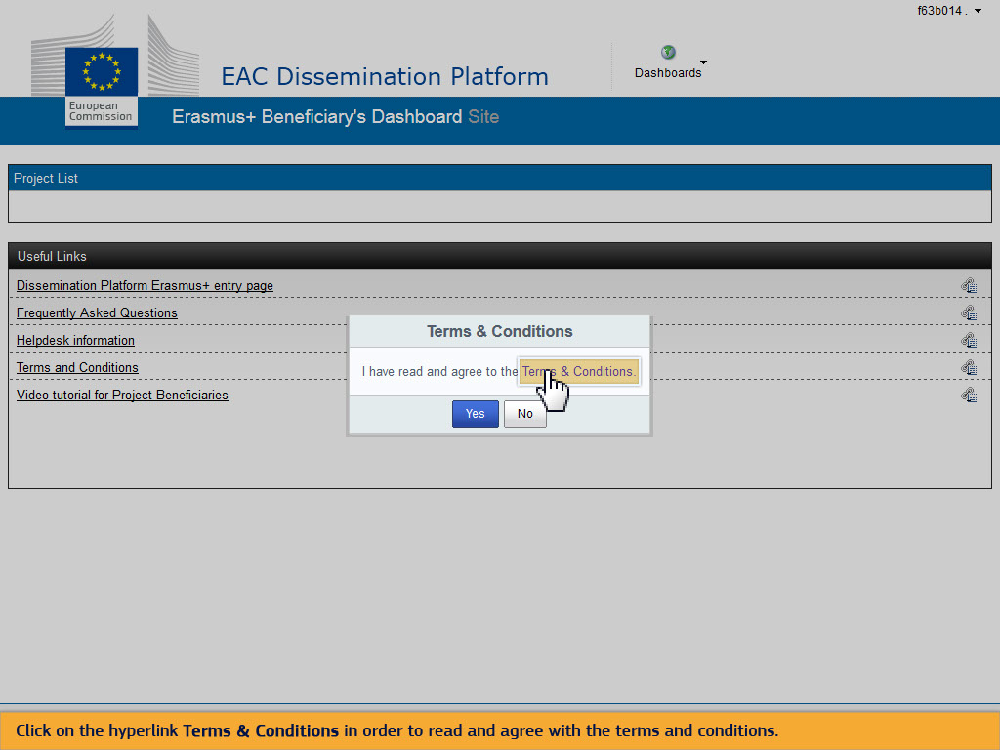 f63b014 .
EAC Dissemination Platform
Dashboards
European
Commission
Erasmus+ Beneficiary's Dashboard Site
Project List
Useful Links
Dissemination Platform Erasmus+ entry page
Frequently Asked Questions
Helpdesk information
Terms and Conditions
Video tutorial for Project Beneficiaries
Terms & Conditions
I have read and agree to the Terms & Conditions.
Yes No
Click on the hyperlink Terms & Conditions in order to read and agree with the terms and conditions.